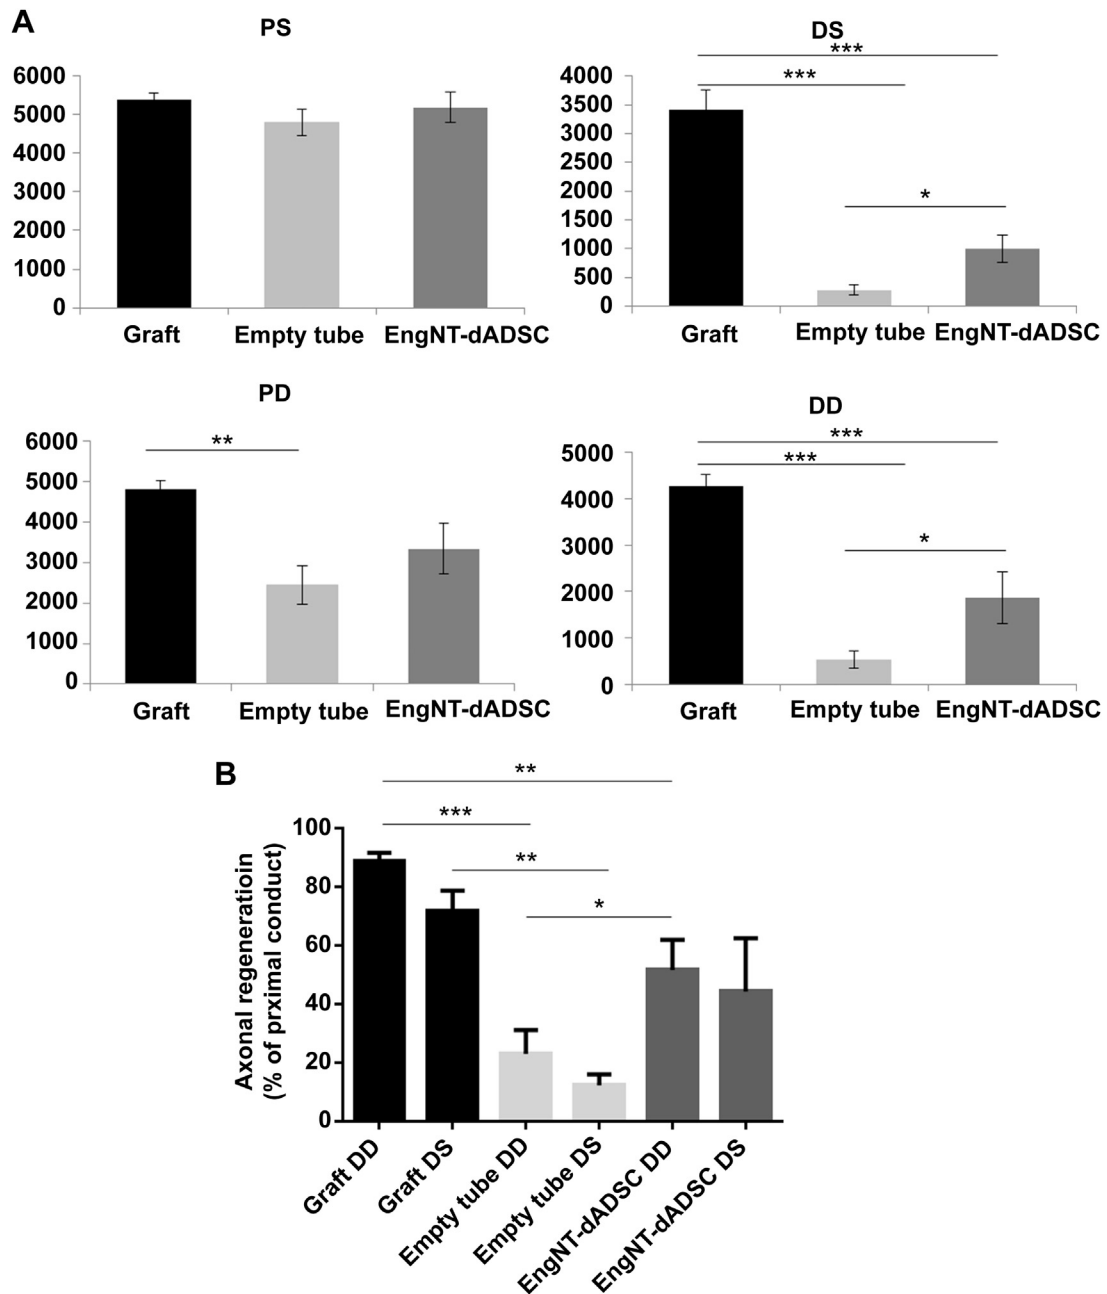 A
PS
6000
5000
4000
3000
2000
1000
0
Graft
Empty tube
EngNT-dADSC
DS
***
***
*
4000
3500
3000
2500
2000
1500
1000
500
0
Graft
Empty tube
EngNT-dADSC
PD
**
6000
5000
4000
3000
2000
1000
0
Graft
Empty tube
EngNT-dADSC
DD
***
***
*
5000
4000
3000
2000
1000
0
Graft
Empty tube
EngNT-dADSC
B
**
***
**
*
Axonal regeneratioin
(% of prximal conduct)
100
80
60
40
20
0
Graft DD
Graft DS
Empty tube DD
Empty tube DS
EngNT-dADSC DD
EngNT-dADSC DS